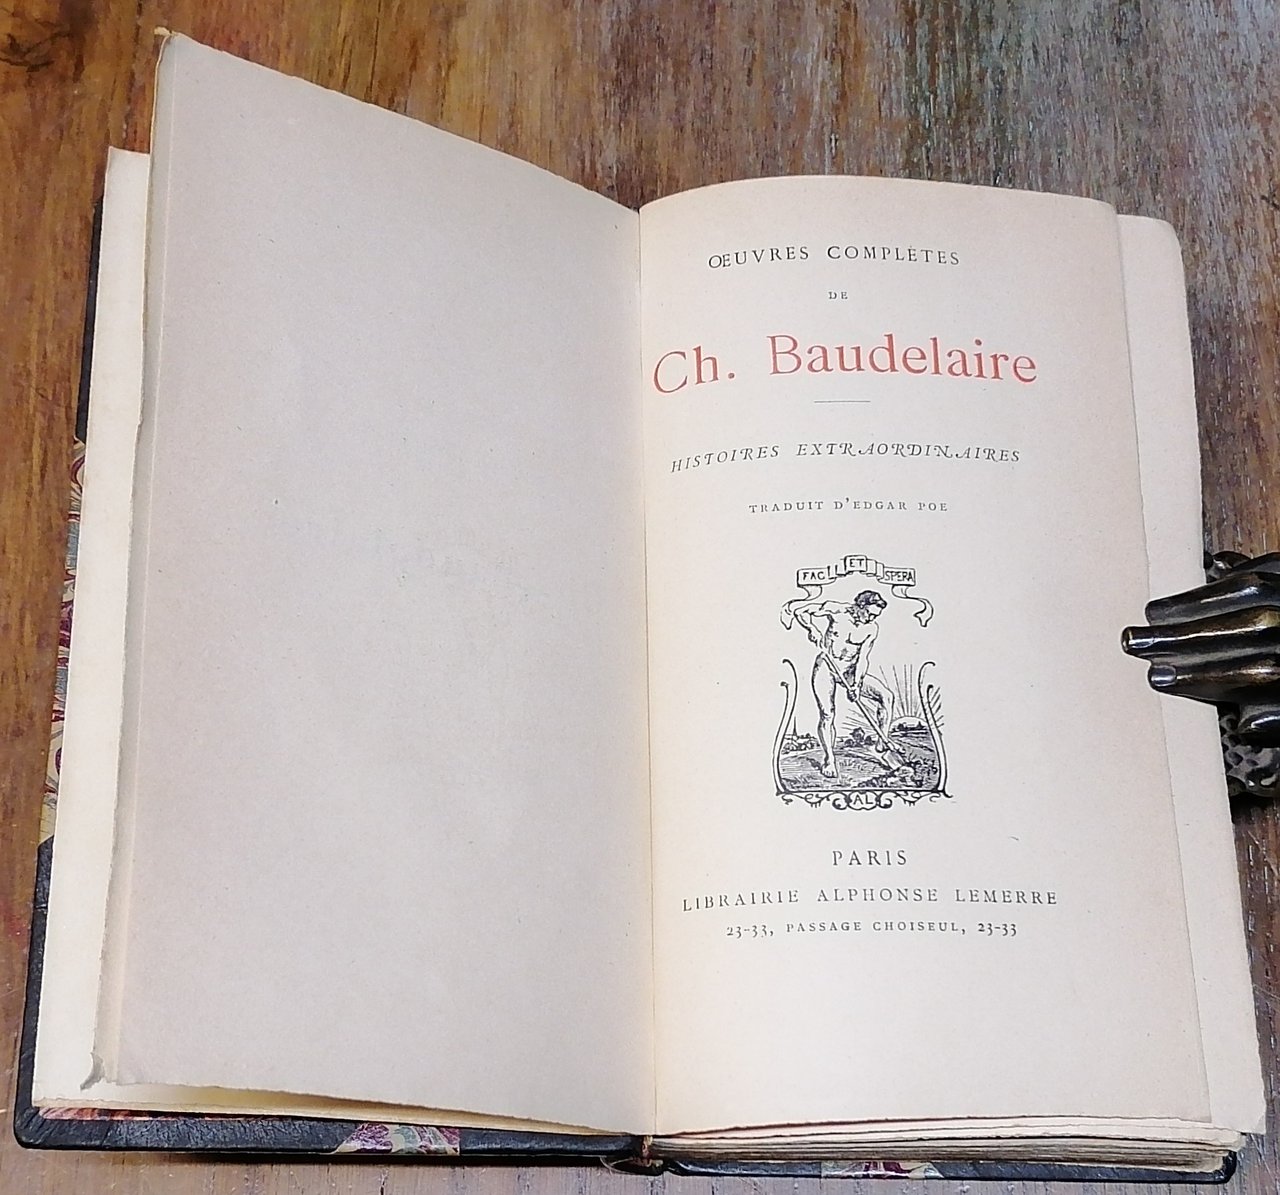 ŒUVRES COMPLÈTES
DE
Ch. Baudelaire
HISTOIRES EXTRAORDINAIRES
TRADUIT D'EDGAR POE
FAC ET SPERA
AL
PARIS
LIBRAIRIE ALPHONSE LEMERRE
23-33, PASSAGE CHOISEUL, 23-33